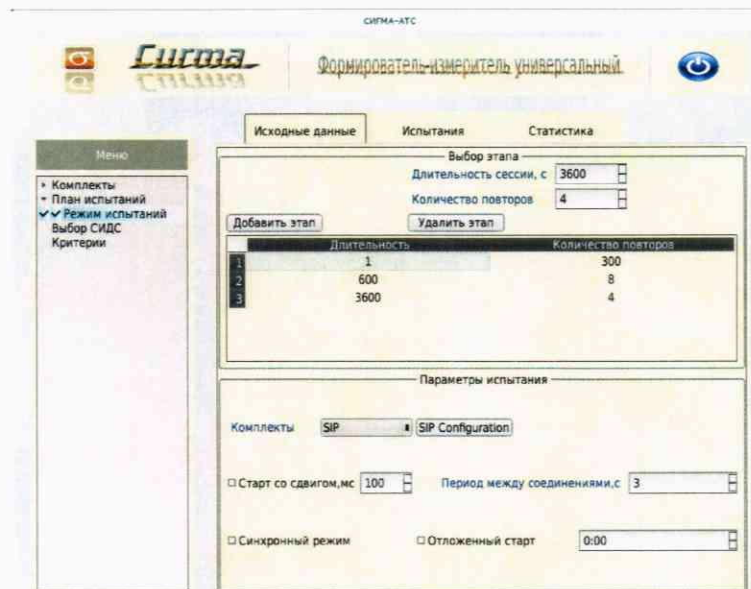 СИГМА-АТС
Сигма
Формирователь-измеритель универсальный
Исходные данные
Испытания
Статистика
Меню
Комплекты
План испытаний
Режим испытаний
Выбор СИДС
Критерии
Выбор этапа
Длительность сессии, с 3600
Количество повторов 4
Добавить этап
Удалить этап
Длительность Количество повторов
1 1 300
2 600 8
3 3600 4
Параметры испытания
Комплекты SIP SIP Configuration
Старт со сдвигом,мс 100 Период между соединениями,с 3
Синхронный режим Отложенный старт 0:00